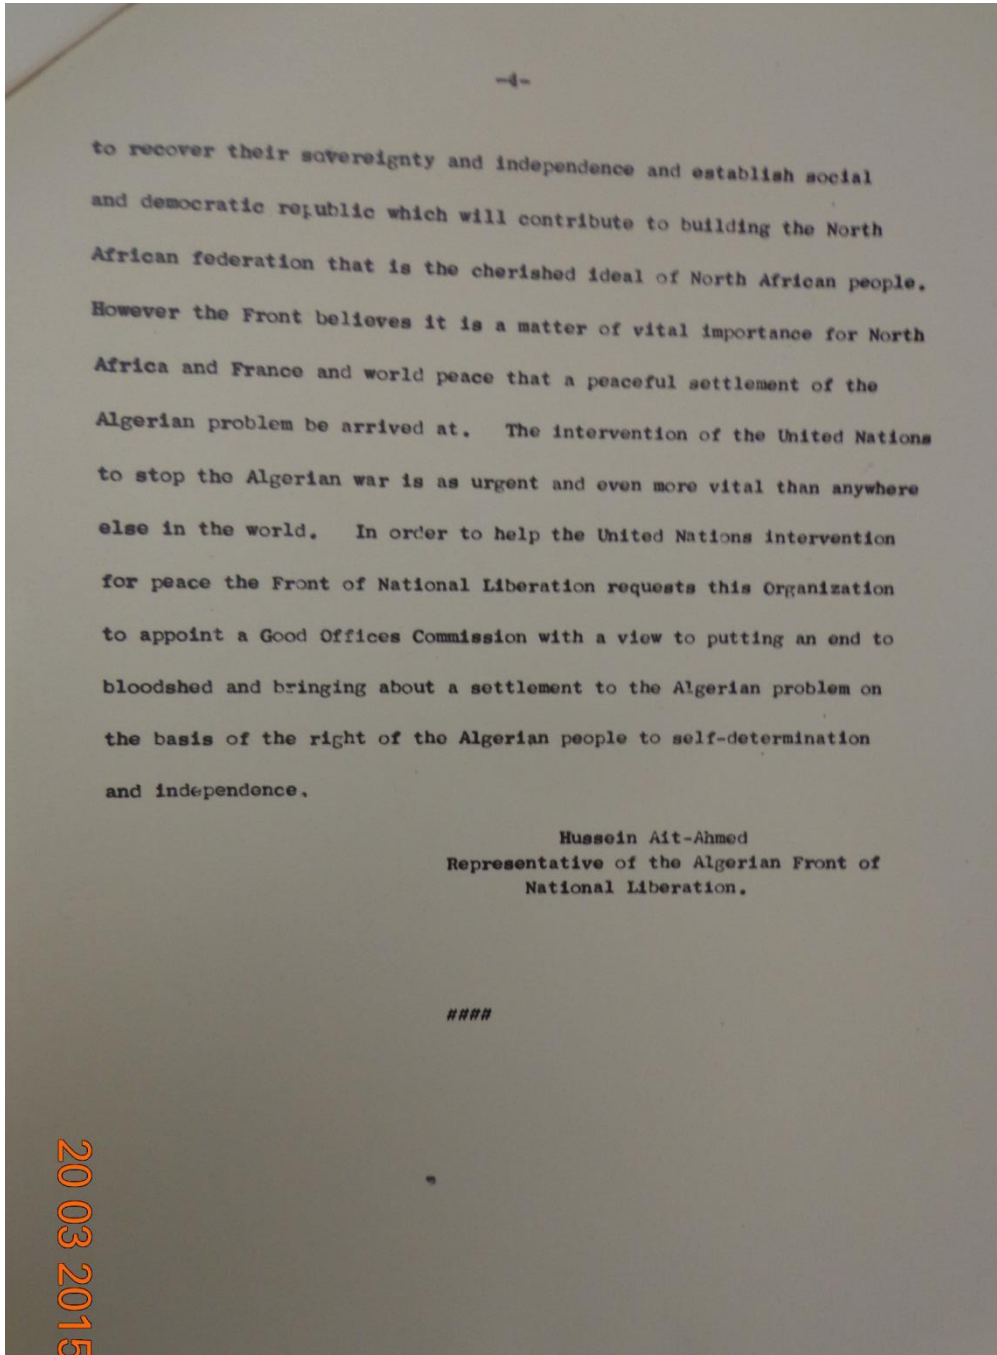 -4-
to recover their sovereignty and independence and establish social
and democratic republic which will contribute to building the North
African federation that is the cherished ideal of North African people.
However the Front believes it is a matter of vital importance for North
Africa and France and world peace that a peaceful settlement of the
Algerian problem be arrived at. The intervention of the United Nations
to stop the Algerian war is as urgent and even more vital than anywhere
else in the world. In order to help the United Nations intervention
for peace the Front of National Liberation requests this Organization
to appoint a Good Offices Commission with a view to putting an end to
bloodshed and bringing about a settlement to the Algerian problem on
the basis of the right of the Algerian people to self-determination
and independence.
Hussein Ait-Ahmed
Representative of the Algerian Front of
National Liberation.
####
20 03 2015